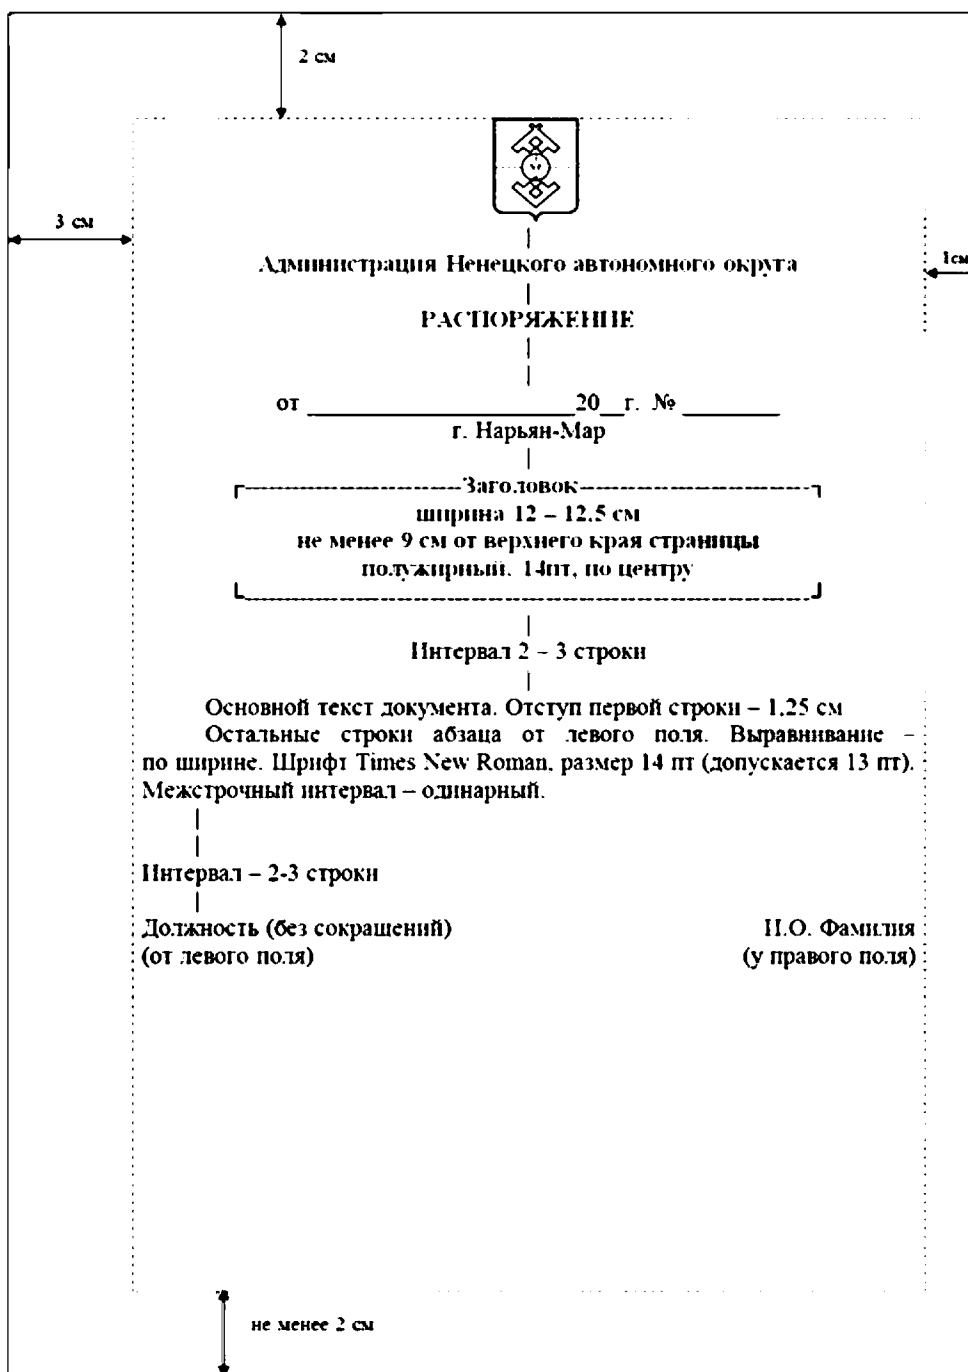 2 см
3 см
Администрация Ненецкого автономного округа
1см
РАСПОРЯЖЕНИЕ
от ______________________20__г. № ________
г. Нарьян-Мар
Заголовок
ширина 12 – 12,5 см
не менее 9 см от верхнего края страницы
полужирный, 14пт, по центру
Интервал 2 – 3 строки
Основной текст документа. Отступ первой строки – 1,25 см
Остальные строки абзаца от левого поля. Выравнивание –
по ширине. Шрифт Times New Roman, размер 14 пт (допускается 13 пт).
Межстрочный интервал – одинарный.
Интервал – 2-3 строки
Должность (без сокращений) И.О. Фамилия
(от левого поля) (у правого поля)
не менее 2 см